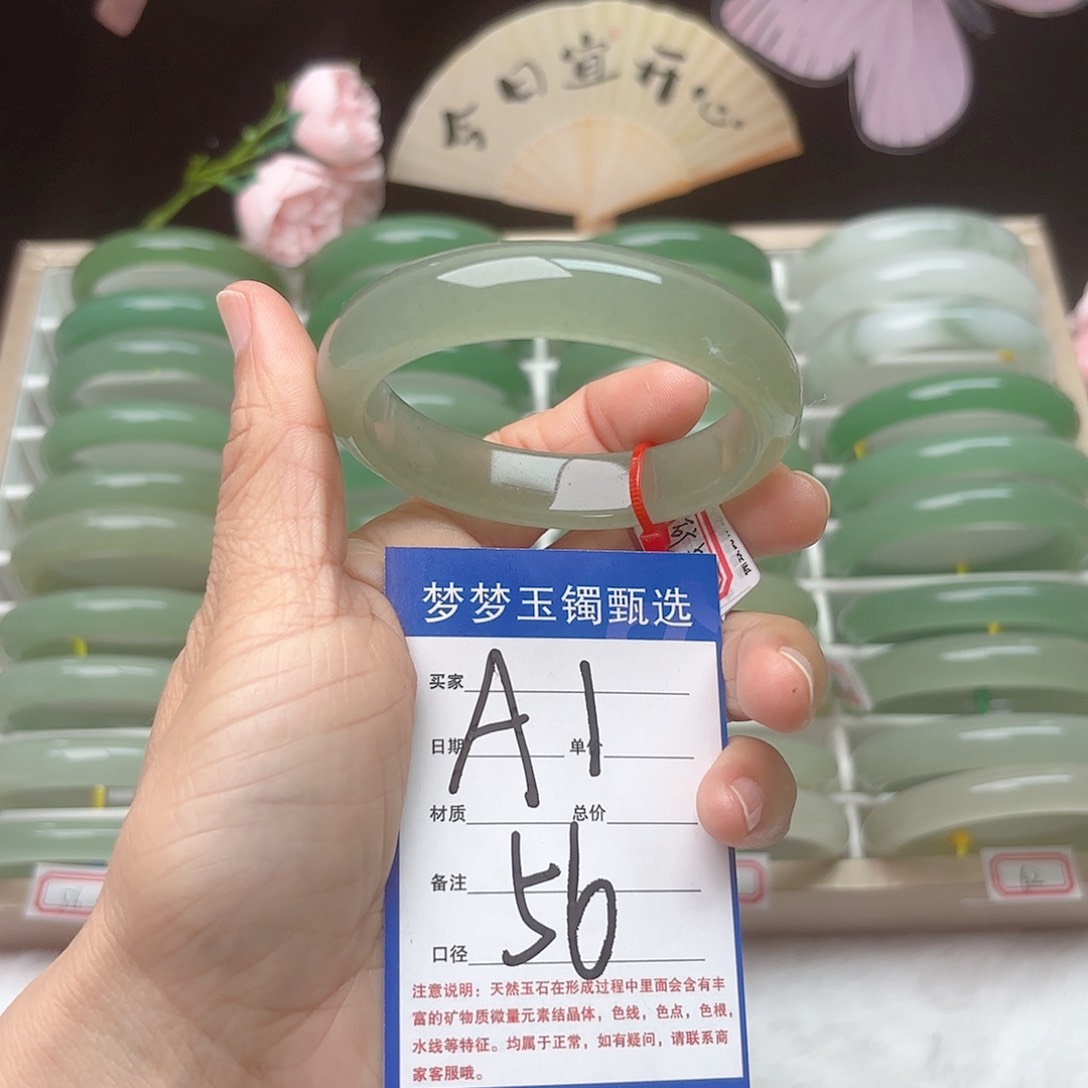 今日宜开心
梦梦玉镯甄选
买家
A1
日期 单价
材质 总价
备注
56
口径
注意说明：天然玉石在形成过程中里面会含有丰
富的矿物质微量元素结晶体，色线，色点，色根，
水线等特征。均属于正常，如有疑问，请联系商
家客服哦。